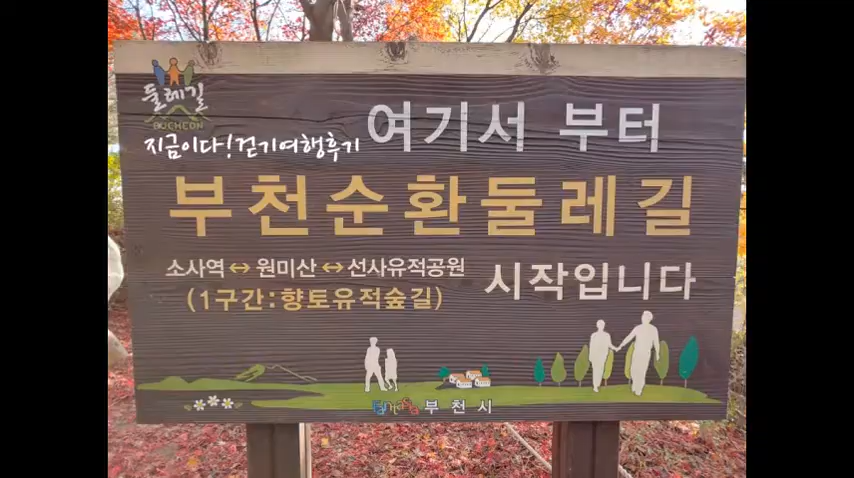 둘레길
BUCHEON
지금이다!걷기여행후기
여기서 부터
부천순환둘레길
소사역↔원미산↔선사유적공원
(1구간:향토유적숲길)
시작입니다
Fantasia 부천시